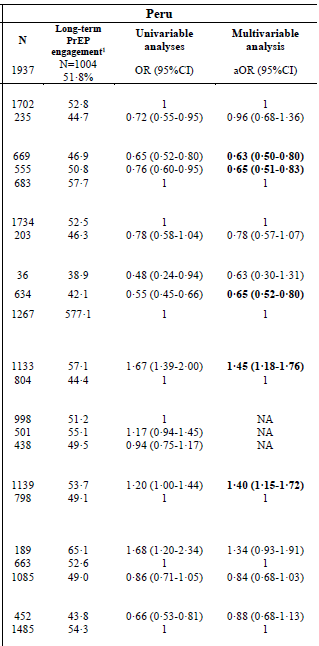 Peru
N Long-term PrEP engagement¹ Univariable analyses Multivariable analysis
1937 N=1004 51·8% OR (95%CI) aOR (95%CI)
1702 52·8 1 1
235 44·7 0·72 (0·55-0·95) 0·96 (0·68-1·36)
669 46·9 0·65 (0·52-0·80) 0·63 (0·50-0·80)
555 50·8 0·76 (0·60-0·95) 0·65 (0·51-0·83)
683 57·7 1 1
1734 52·5 1 1
203 46·3 0·78 (0·58-1·04) 0·78 (0·57-1·07)
36 38·9 0·48 (0·24-0·94) 0·63 (0·30-1·31)
634 42·1 0·55 (0·45-0·66) 0·65 (0·52-0·80)
1267 577·1 1 1
1133 57·1 1·67 (1·39-2·00) 1·45 (1·18-1·76)
804 44·4 1 1
998 51·2 1 NA
501 55·1 1·17 (0·94-1·45) NA
438 49·5 0·94 (0·75-1·17) NA
1139 53·7 1·20 (1·00-1·44) 1·40 (1·15-1·72)
798 49·1 1 1
189 65·1 1·68 (1·20-2·34) 1·34 (0·93-1·91)
663 52·6 1 1
1085 49·0 0·86 (0·71-1·05) 0·84 (0·68-1·03)
452 43·8 0·66 (0·53-0·81) 0·88 (0·68-1·13)
1485 54·3 1 1